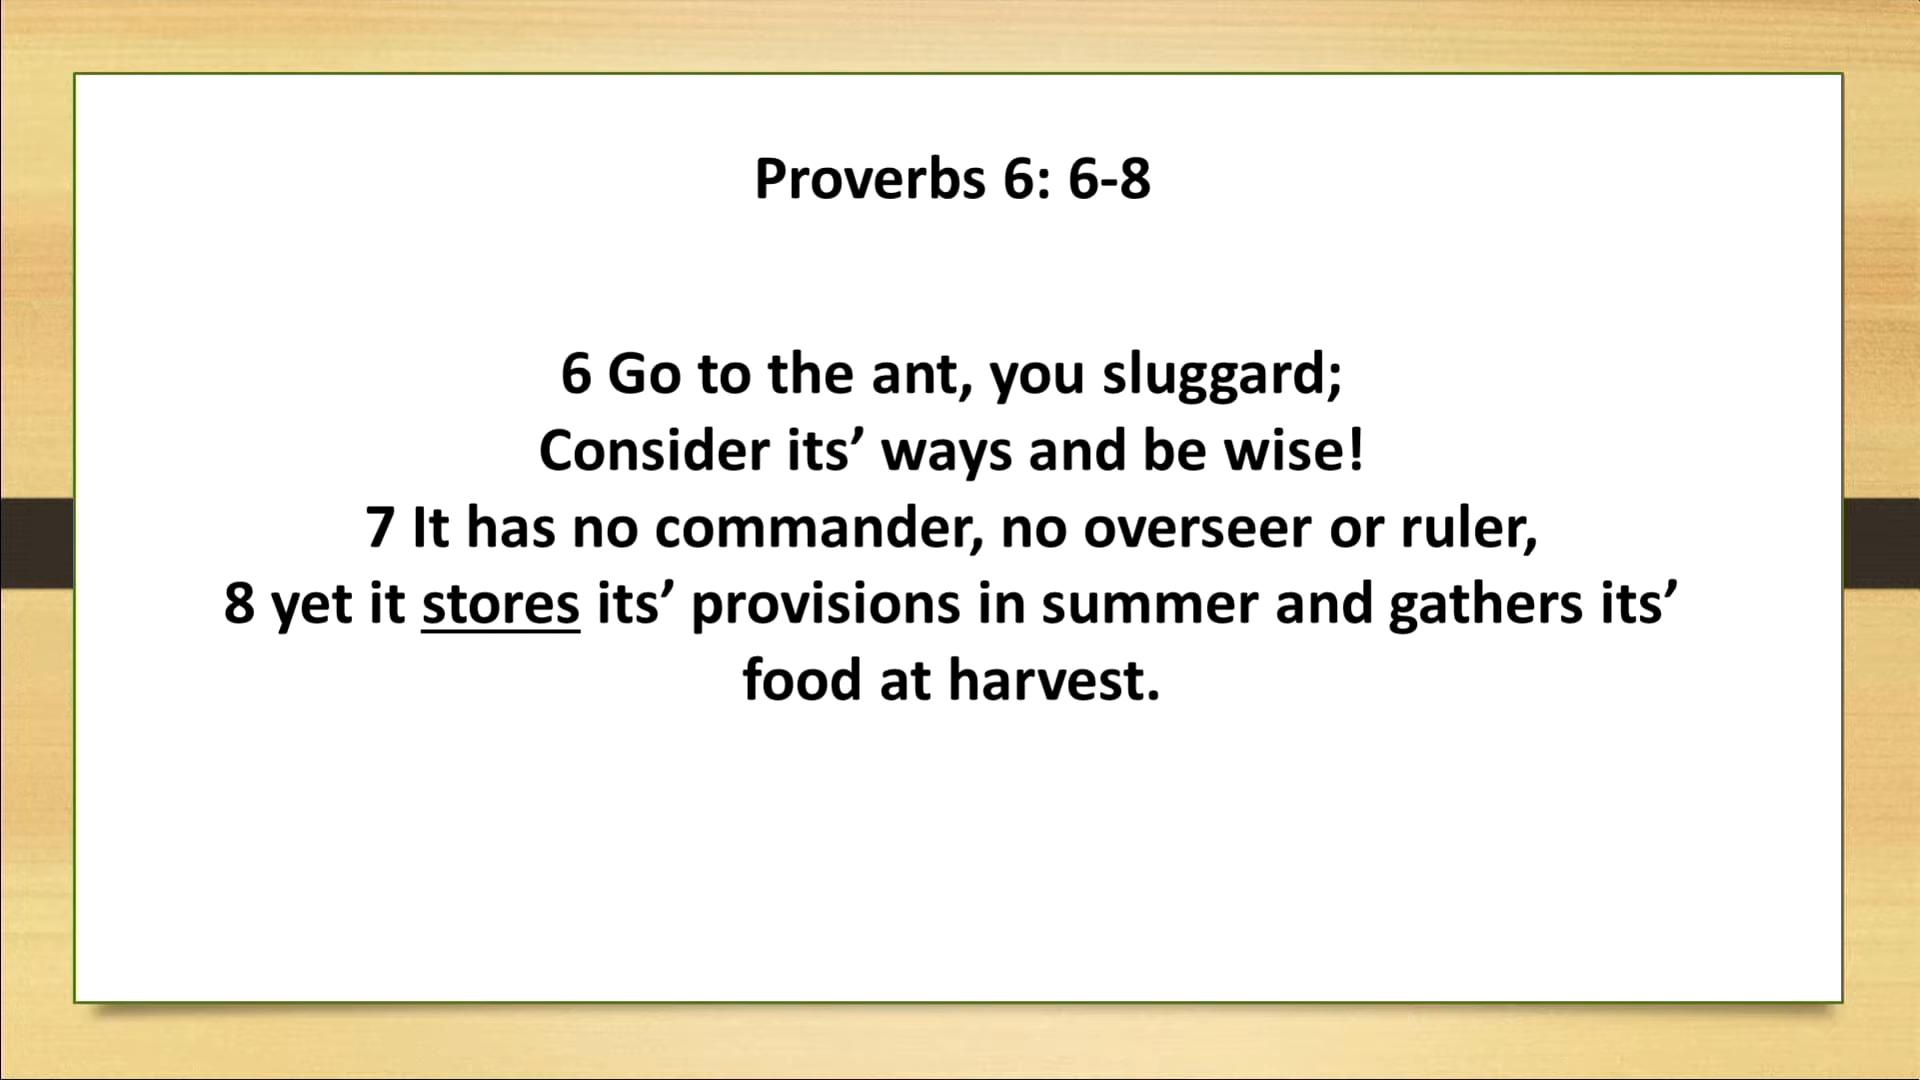 Proverbs 6: 6-8
6 Go to the ant, you sluggard;
Consider its’ ways and be wise!
7 It has no commander, no overseer or ruler,
8 yet it stores its’ provisions in summer and gathers its’
food at harvest.